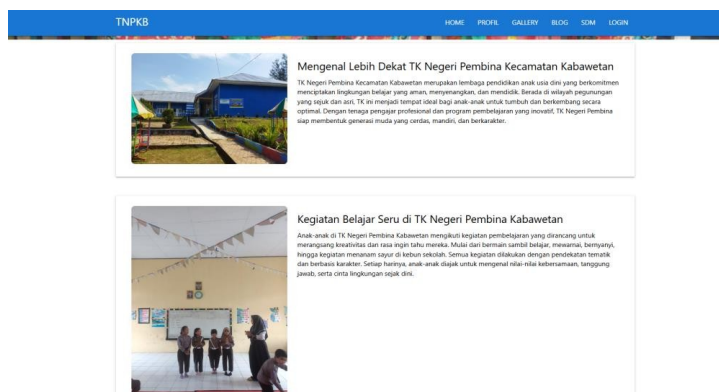 TNPKB
HOME PROFIL GALLERY BLOG SDM LOGIN
Mengenal Lebih Dekat TK Negeri Pembina Kecamatan Kabawetan
TK Negeri Pembina Kecamatan Kabawetan merupakan lembaga pendidikan anak usia dini yang berkomitmen
menciptakan lingkungan belajar yang aman, menyenangkan, dan mendidik. Berada di wilayah pegunungan
yang sejuk dan asri, TK ini menjadi tempat ideal bagi anak-anak untuk tumbuh dan berkembang secara
optimal. Dengan tenaga pengajar profesional dan program pembelajaran yang inovatif, TK Negeri Pembina
siap membentuk generasi muda yang cerdas, mandiri, dan berkarakter.
Kegiatan Belajar Seru di TK Negeri Pembina Kabawetan
Anak-anak di TK Negeri Pembina Kabawetan mengikuti kegiatan pembelajaran yang dirancang untuk
merangsang kreativitas dan rasa ingin tahu mereka. Mulai dari bermain sambil belajar, mewarnai, bernyanyi,
hingga kegiatan menanam sayur di kebun sekolah. Semua kegiatan dilakukan dengan pendekatan tematik
dan berbasis karakter. Setiap harinya, anak-anak diajak untuk mengenal nilai-nilai kebersamaan, tanggung
jawab, serta cinta lingkungan sejak dini.